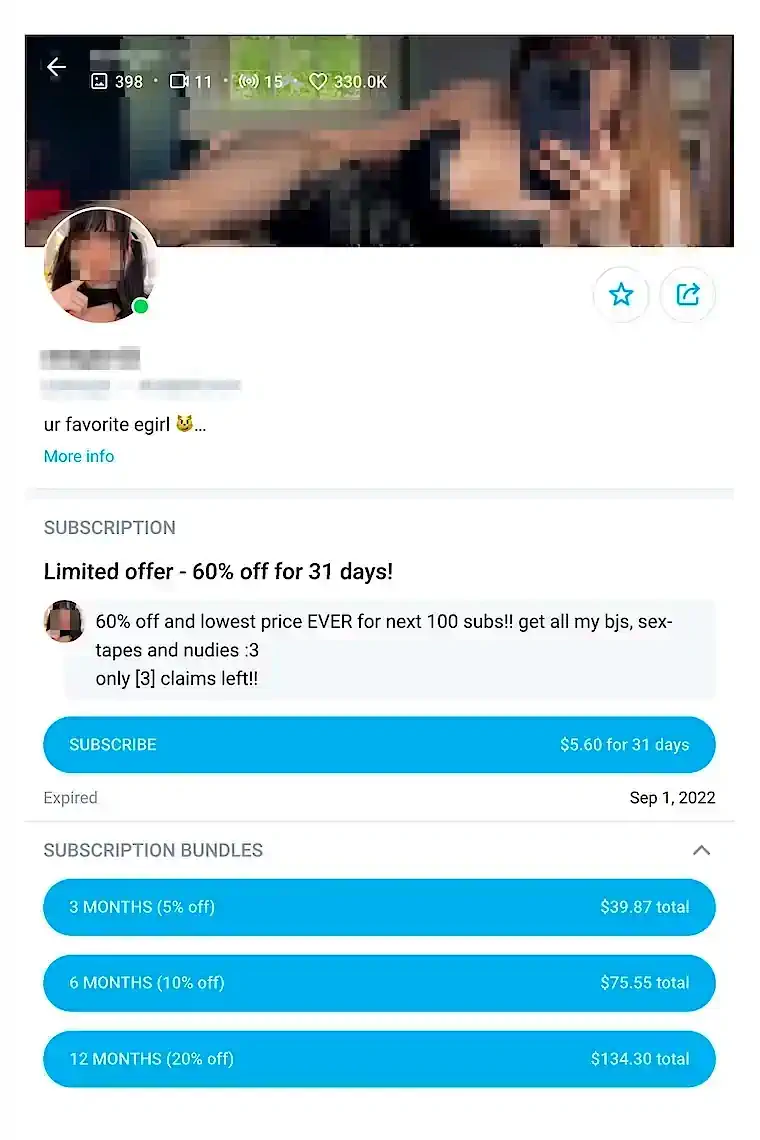 398 · 11 · 15 · 330.0K
ur favorite egirl 😼...
More info
SUBSCRIPTION
Limited offer - 60% off for 31 days!
60% off and lowest price EVER for next 100 subs!! get all my bjs, sex-
tapes and nudies :3
only [3] claims left!!
SUBSCRIBE $5.60 for 31 days
Expired Sep 1, 2022
SUBSCRIPTION BUNDLES
3 MONTHS (5% off) $39.87 total
6 MONTHS (10% off) $75.55 total
12 MONTHS (20% off) $134.30 total